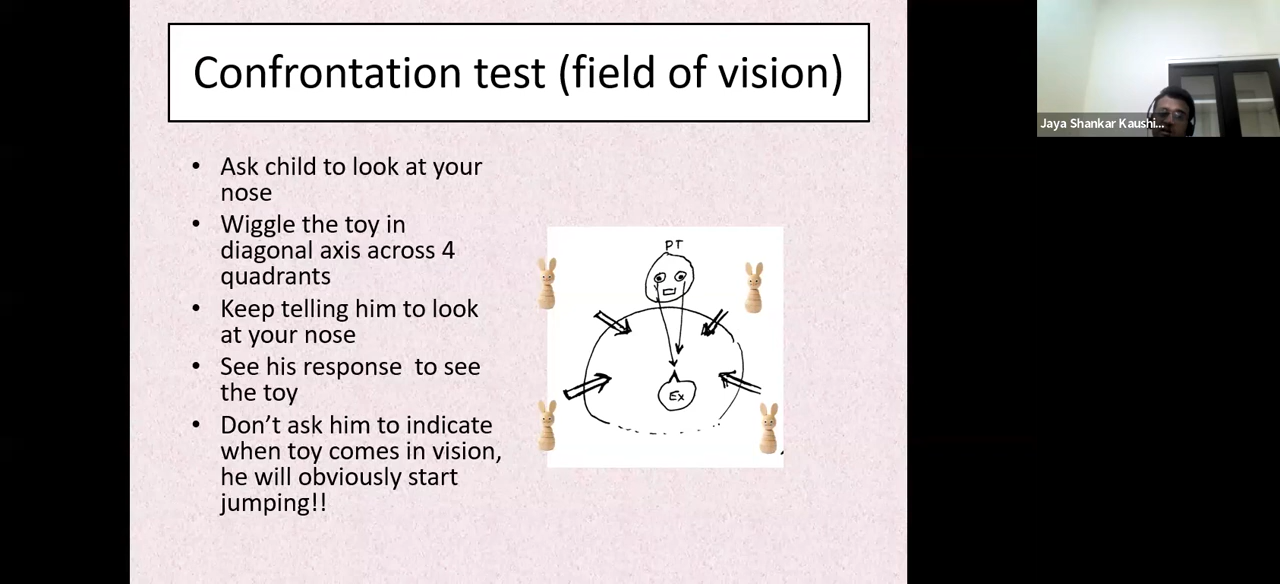 Confrontation test (field of vision)
Jaya Shankar Kaushi...
• Ask child to look at your
nose
• Wiggle the toy in
diagonal axis across 4
quadrants
• Keep telling him to look
at your nose
• See his response  to see
the toy
• Don’t ask him to indicate
when toy comes in vision,
he will obviously start
jumping!!
PT
Ex